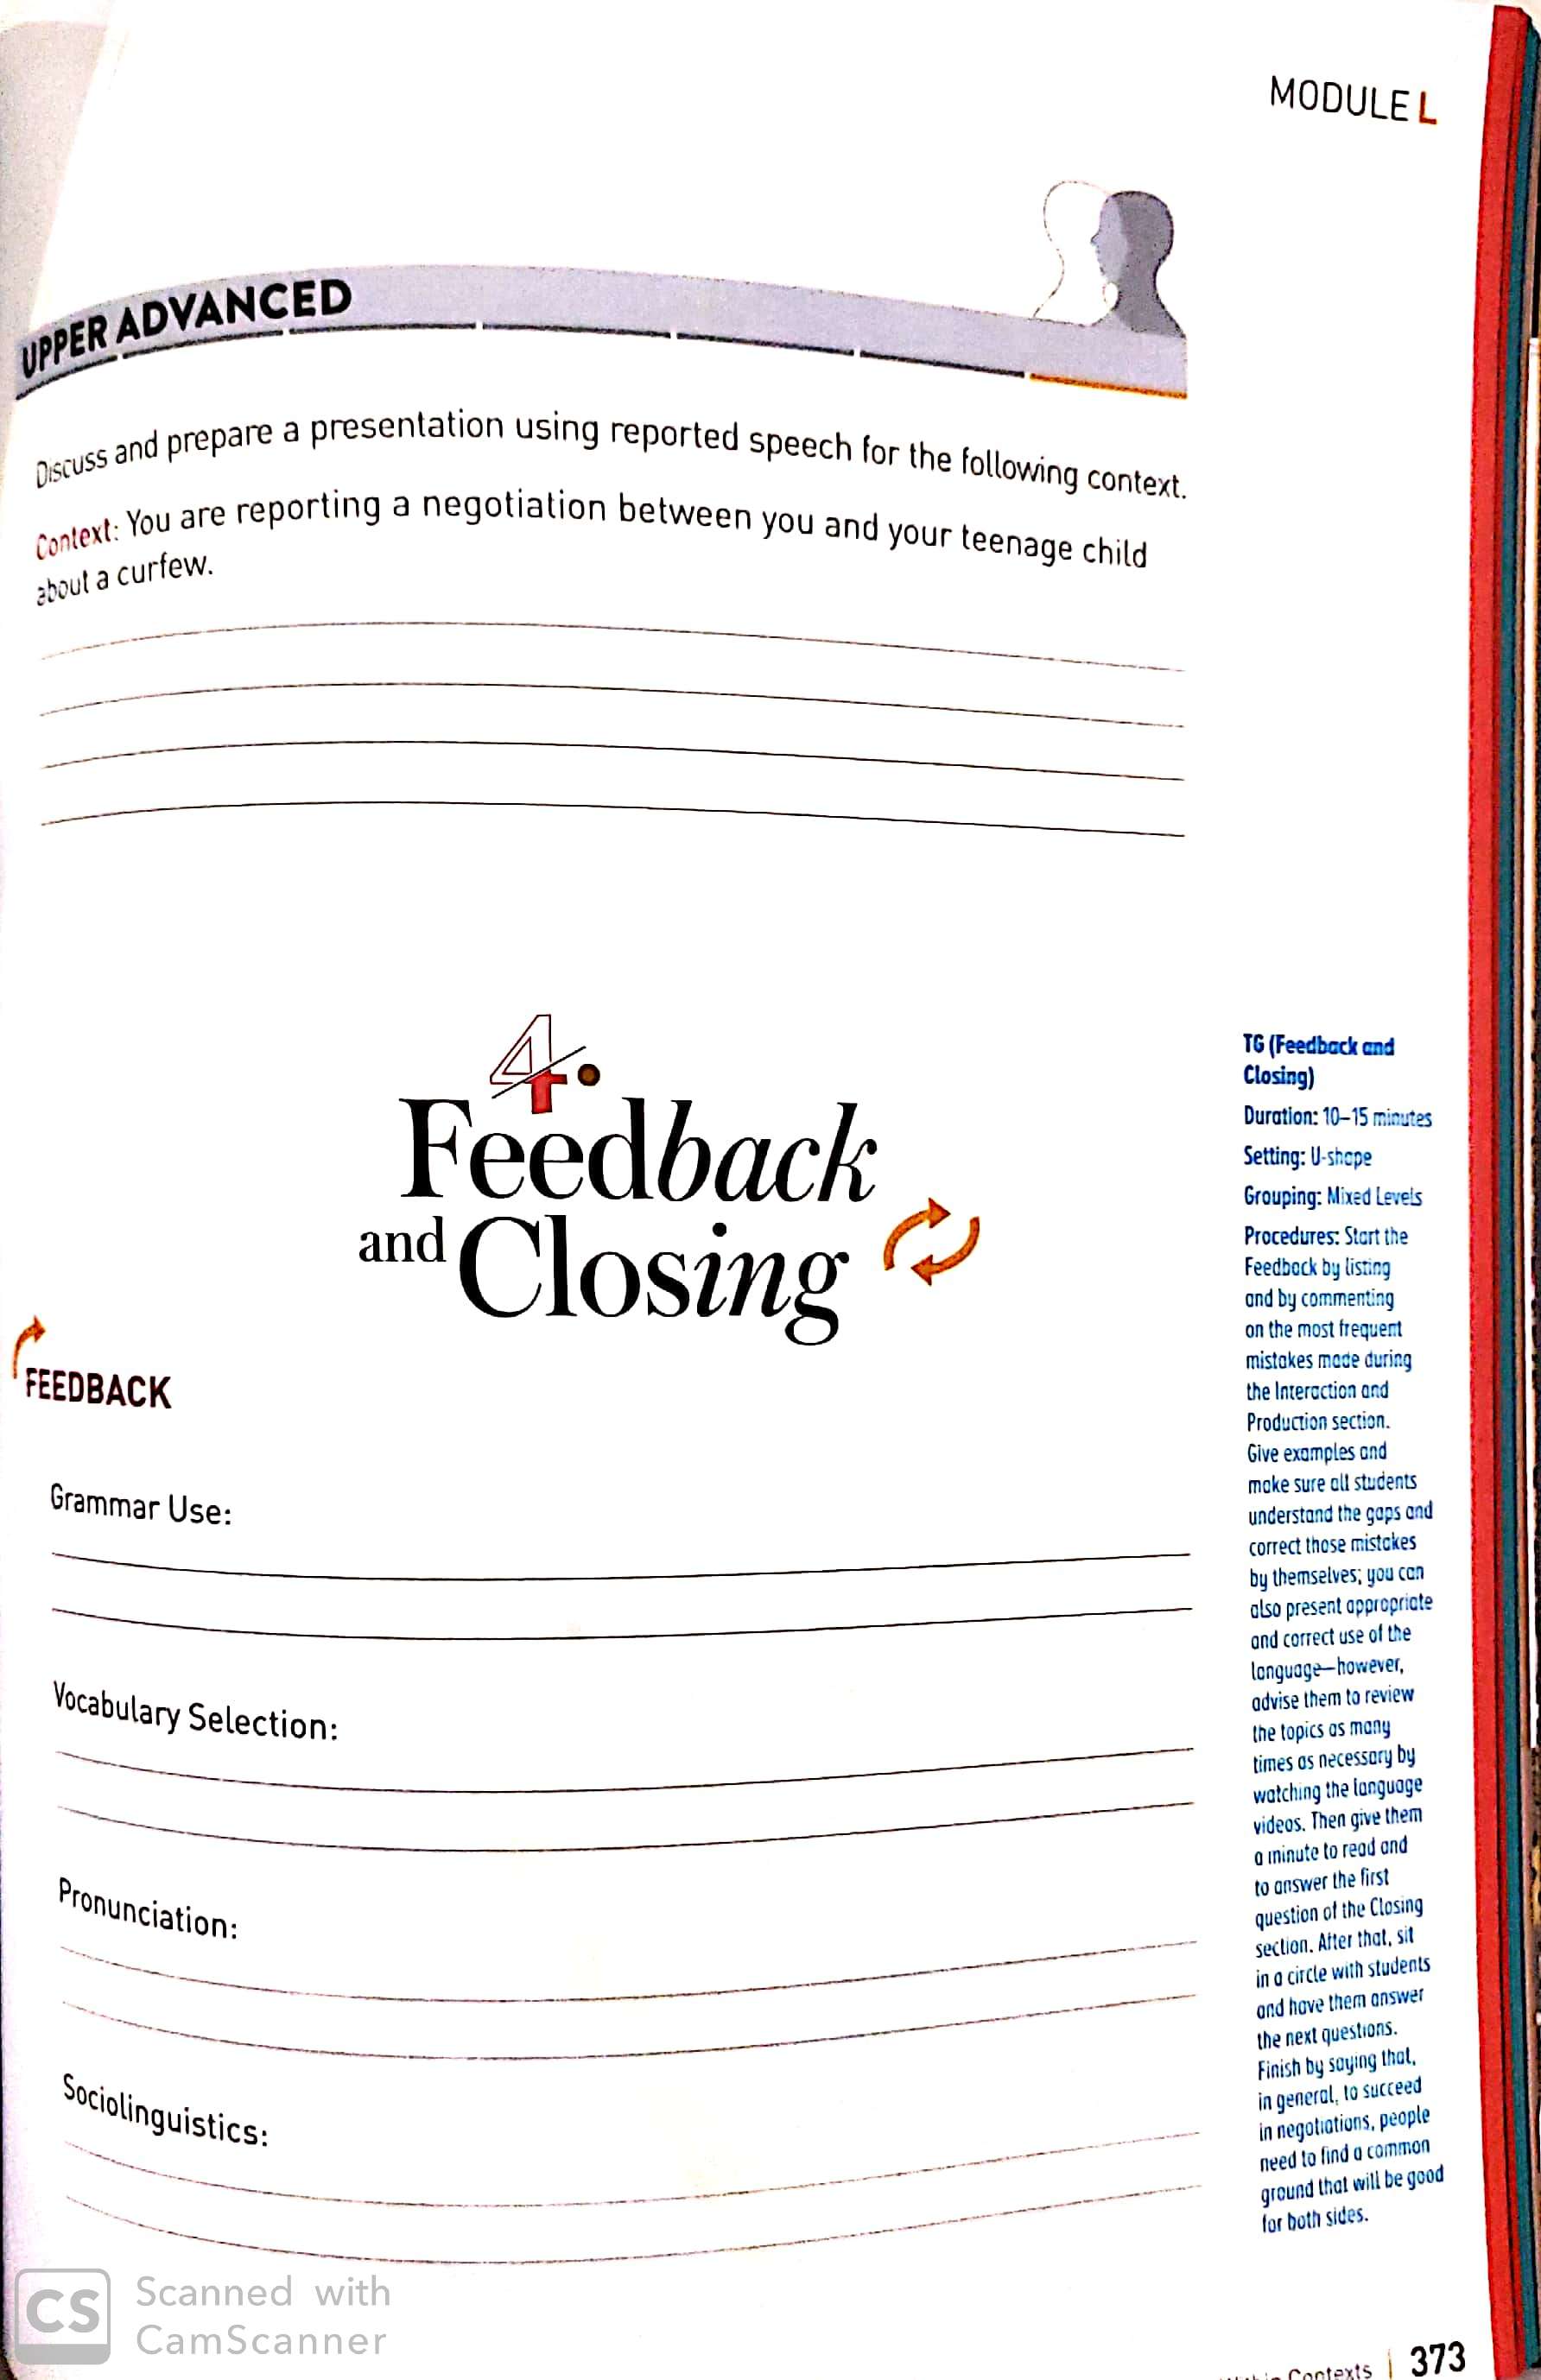 MODULE L
UPPER ADVANCED
Discuss and prepare a presentation using reported speech for the following context.
Context: You are reporting a negotiation between you and your teenage child
about a curfew.
4.
Feedback
and Closing
FEEDBACK
Grammar Use:
Vocabulary Selection:
Pronunciation:
Sociolinguistics:
TG (Feedback and
Closing)
Duration: 10–15 minutes
Setting: U-shape
Grouping: Mixed Levels
Procedures: Start the
Feedback by listing
and by commenting
on the most frequent
mistakes made during
the Interaction and
Production section.
Give examples and
make sure all students
understand the gaps and
correct those mistakes
by themselves; you can
also present appropriate
and correct use of the
language—however,
advise them to review
the topics as many
times as necessary by
watching the language
videos. Then give them
a minute to read and
to answer the first
question of the Closing
section. After that, sit
in a circle with students
and have them answer
the next questions.
Finish by saying that,
in general, to succeed
in negotiations, people
need to find a common
ground that will be good
for both sides.
CS Scanned with
CamScanner
Contexts | 373